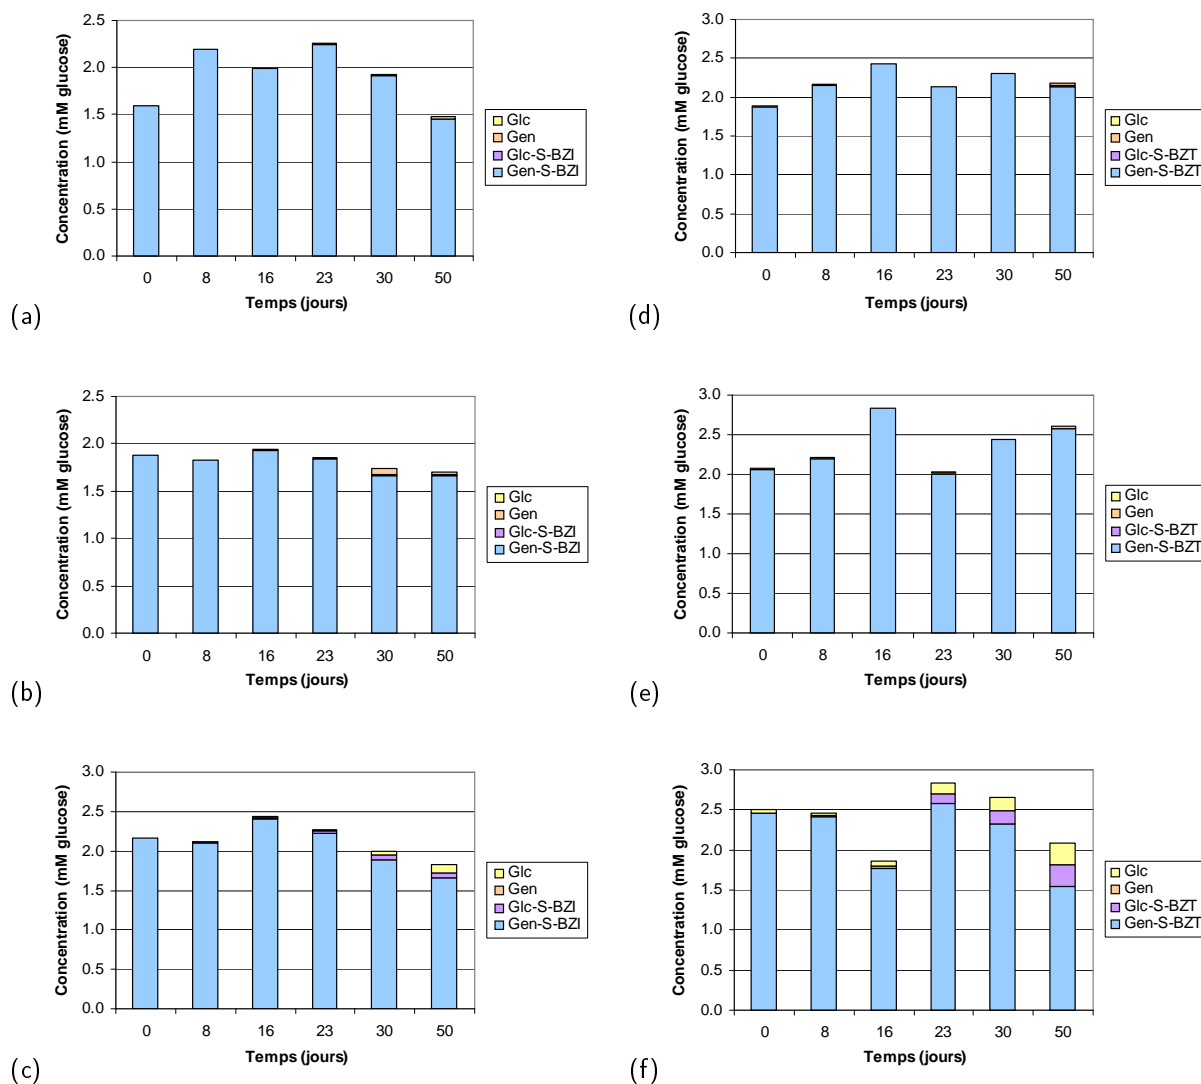 2.5
2.0
1.5
1.0
0.5
0.0
Concentration (mM glucose)
0 8 16 23 30 50
Temps (jours)
Glc
Gen
Glc-S-BZI
Gen-S-BZI
(a)
3.0
2.5
2.0
1.5
1.0
0.5
0.0
Concentration (mM glucose)
0 8 16 23 30 50
Temps (jours)
Glc
Gen
Glc-S-BZT
Gen-S-BZT
(d)
2.5
2.0
1.5
1.0
0.5
0.0
Concentration (mM glucose)
0 8 16 23 30 50
Temps (jours)
Glc
Gen
Glc-S-BZI
Gen-S-BZI
(b)
3.0
2.5
2.0
1.5
1.0
0.5
0.0
Concentration (mM glucose)
0 8 16 23 30 50
Temps (jours)
Glc
Gen
Glc-S-BZT
Gen-S-BZT
(e)
3.0
2.5
2.0
1.5
1.0
0.5
0.0
Concentration (mM glucose)
0 8 16 23 30 50
Temps (jours)
Glc
Gen
Glc-S-BZI
Gen-S-BZI
(c)
3.0
2.5
2.0
1.5
1.0
0.5
0.0
Concentration (mM glucose)
0 8 16 23 30 50
Temps (jours)
Glc
Gen
Glc-S-BZT
Gen-S-BZT
(f)